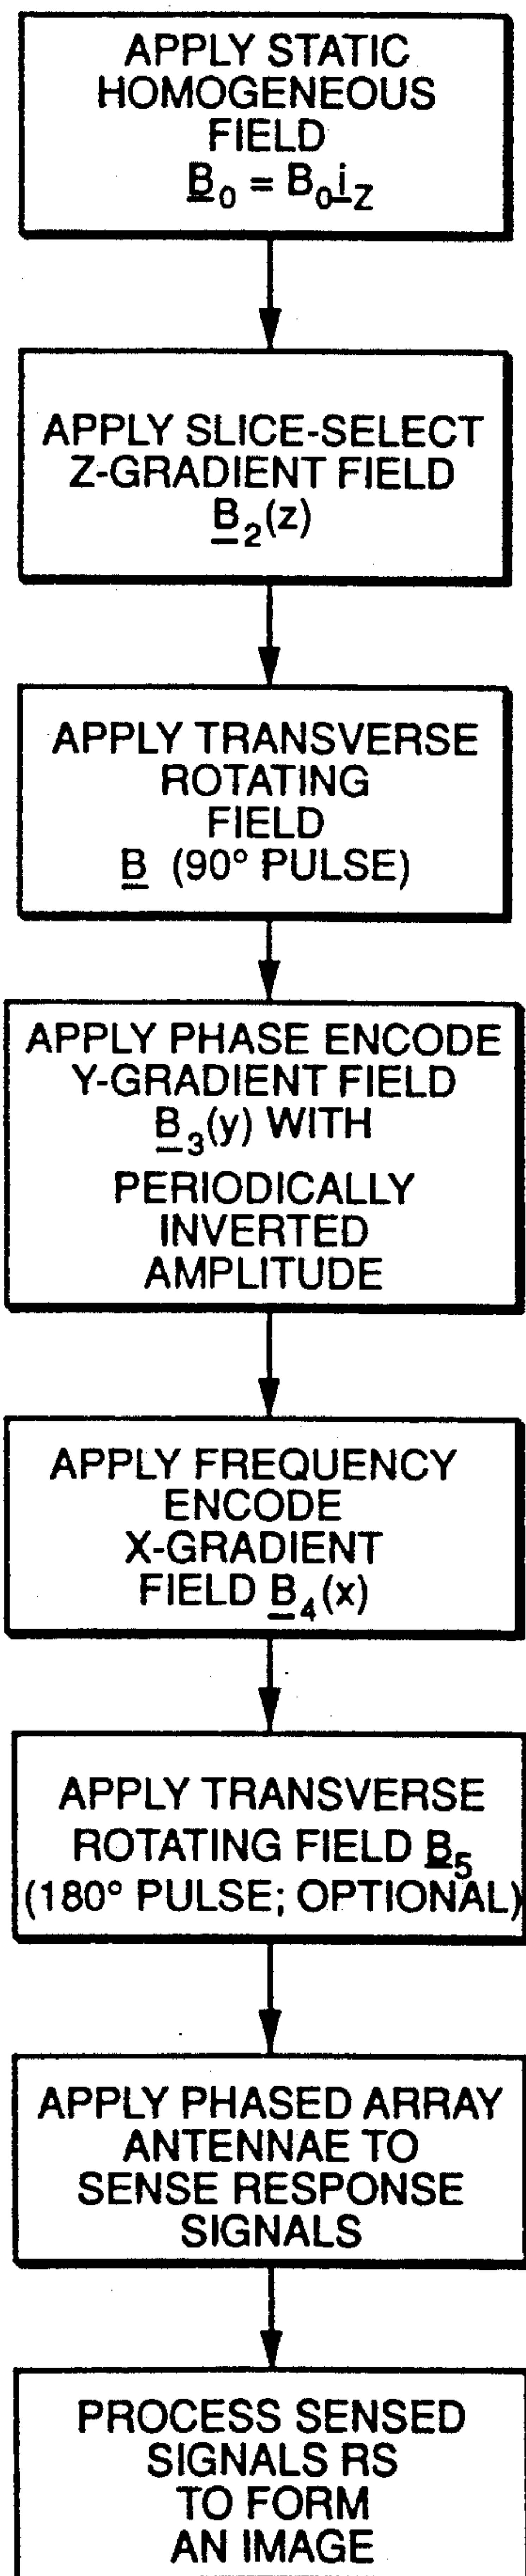 APPLY STATIC
HOMOGENEOUS
FIELD
B₀ = B₀i_Z
APPLY SLICE-SELECT
Z-GRADIENT FIELD
B₂(z)
APPLY TRANSVERSE
ROTATING
FIELD
B (90° PULSE)
APPLY PHASE ENCODE
Y-GRADIENT FIELD
B₃(y) WITH
PERIODICALLY
INVERTED
AMPLITUDE
APPLY FREQUENCY
ENCODE
X-GRADIENT
FIELD B₄(x)
APPLY TRANSVERSE
ROTATING FIELD B₅
(180° PULSE; OPTIONAL)
APPLY PHASED ARRAY
ANTENNAE TO
SENSE RESPONSE
SIGNALS
PROCESS SENSED
SIGNALS RS
TO FORM
AN IMAGE